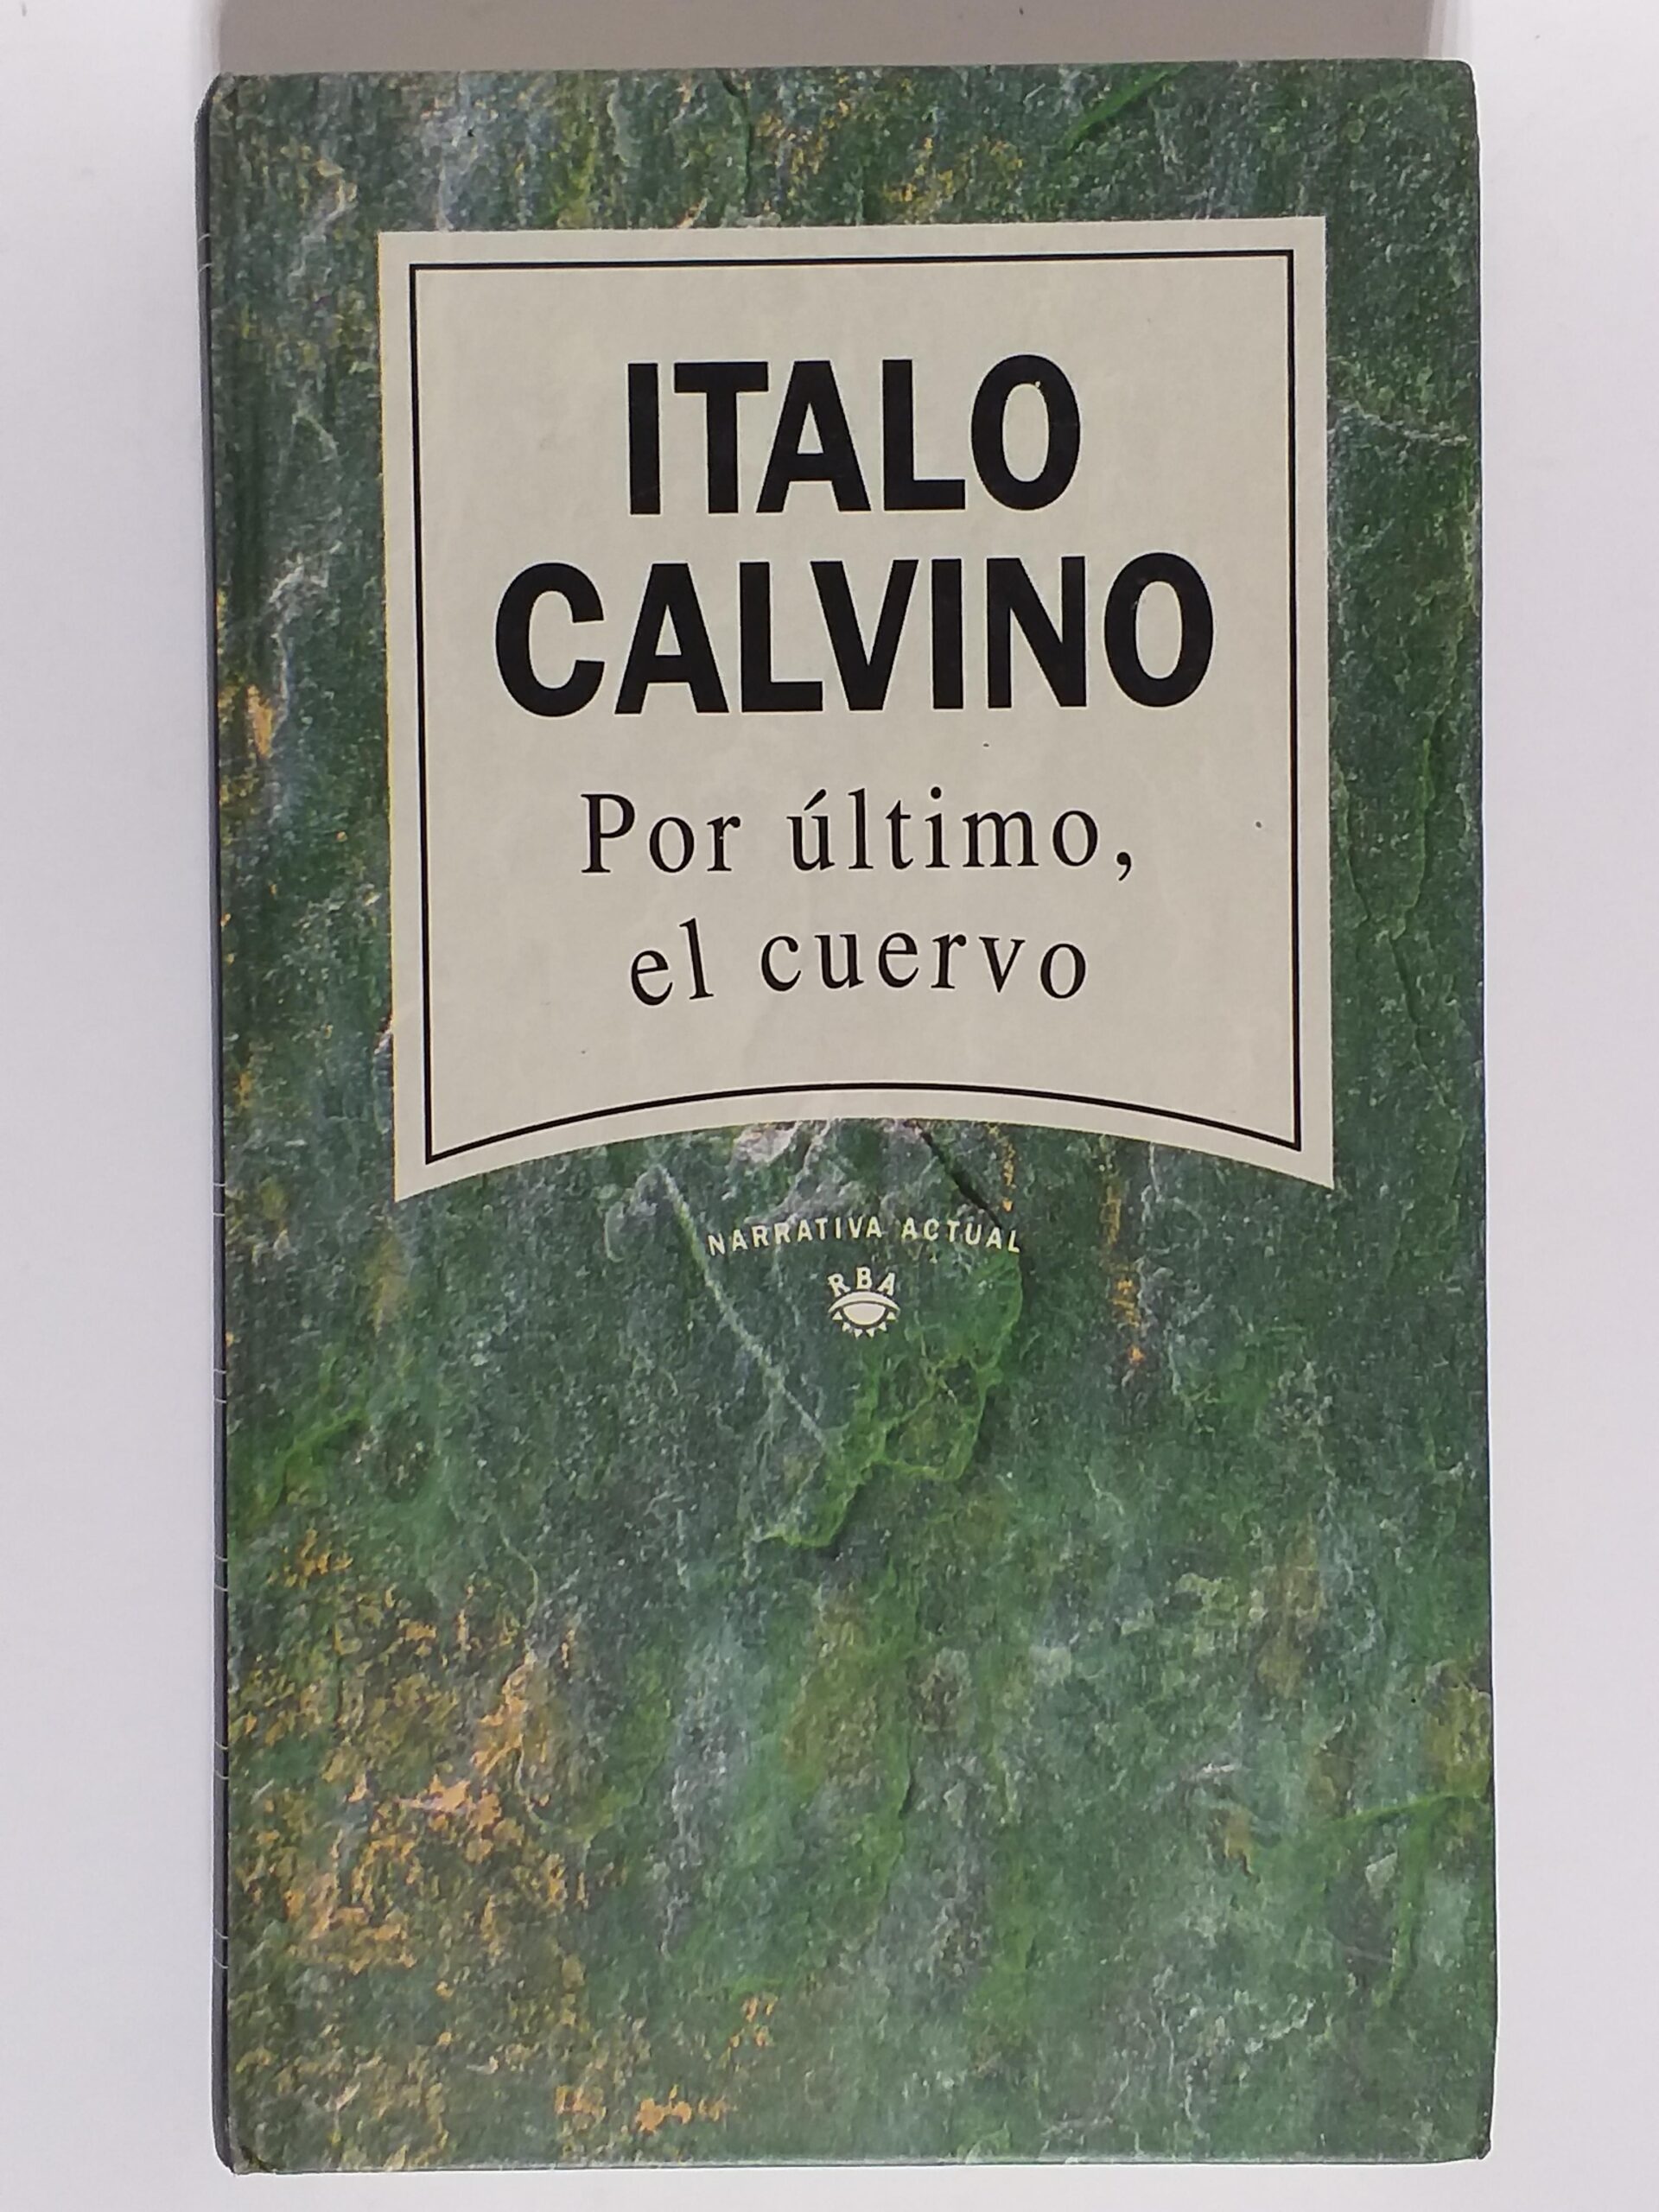 ITALO
CALVINO
Por último,
el cuervo
NARRATIVA ACTUAL
RBA